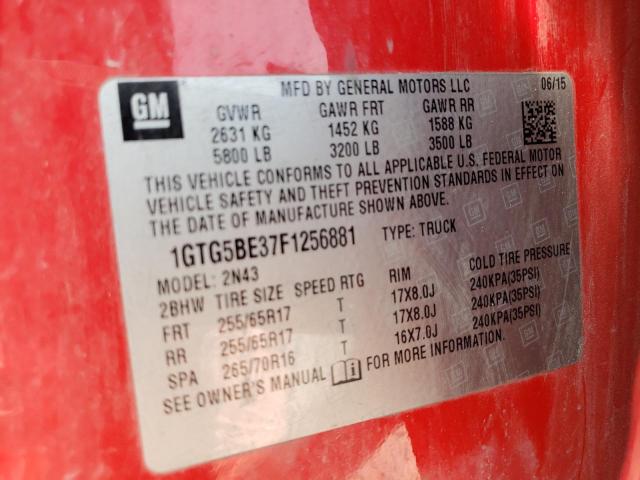 GM
MFD BY GENERAL MOTORS LLC 06/15
GVWR GAWR FRT GAWR RR
2631 KG 1452 KG 1588 KG
5800 LB 3200 LB 3500 LB
THIS VEHICLE CONFORMS TO ALL APPLICABLE U.S. FEDERAL MOTOR
VEHICLE SAFETY AND THEFT PREVENTION STANDARDS IN EFFECT ON
THE DATE OF MANUFACTURE SHOWN ABOVE.
1GTG5BE37F1256881 TYPE: TRUCK
MODEL: 2N43
2BHW TIRE SIZE SPEED RTG RIM COLD TIRE PRESSURE
FRT 255/65R17 T 17X8.0J 240KPA(35PSI)
RR 255/65R17 T 17X8.0J 240KPA(35PSI)
SPA 265/70R16 T 16X7.0J 240KPA(35PSI)
SEE OWNER'S MANUAL FOR MORE INFORMATION.